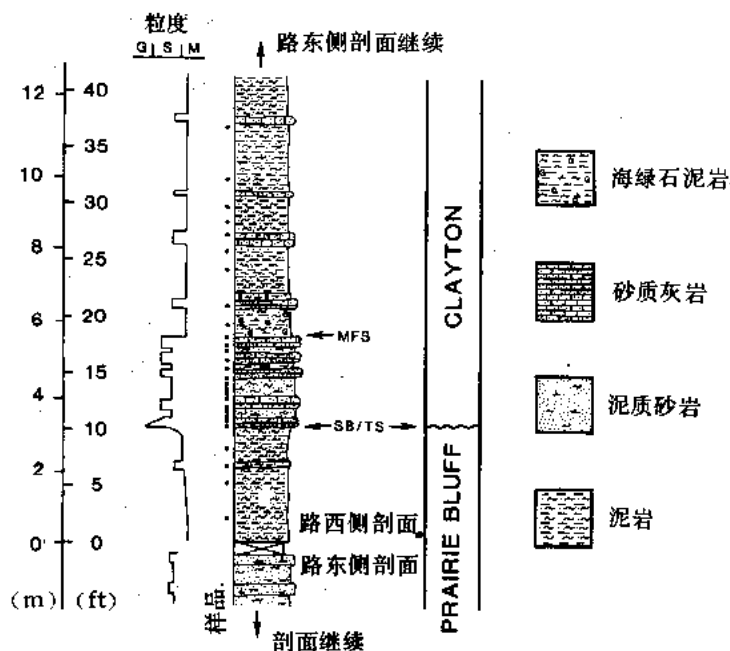 粒度
G S M
路东侧剖面继续
12 40
35
10
30
8
25
6
20
15
4
10
2
5
0 0
(m) (ft)
MFS
SB/TS
路西侧剖面
路东侧剖面
样品
剖面继续
CLAYTON
PRAIRIE BLUFF
海绿石泥岩
砂质灰岩
泥质砂岩
泥岩